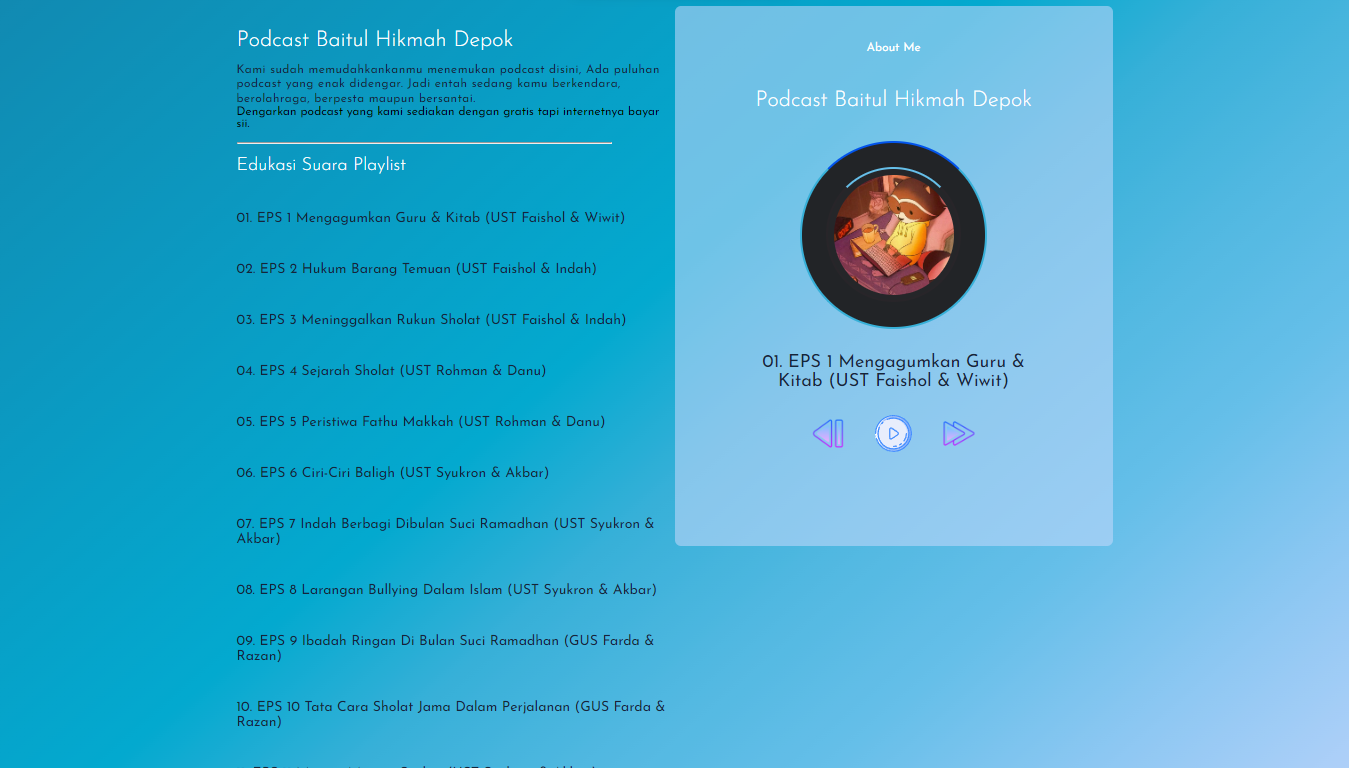 Podcast Baitul Hikmah Depok
Kami sudah memudahkankanmu menemukan podcast disini, Ada puluhan
podcast yang enak didengar. Jadi entah sedang kamu berkendara,
berolahraga, berpesta maupun bersantai.
Dengarkan podcast yang kami sediakan dengan gratis tapi internetnya bayar
sii.
Edukasi Suara Playlist
01. EPS 1 Mengagumkan Guru & Kitab (UST Faishol & Wiwit)
02. EPS 2 Hukum Barang Temuan (UST Faishol & Indah)
03. EPS 3 Meninggalkan Rukun Sholat (UST Faishol & Indah)
04. EPS 4 Sejarah Sholat (UST Rohman & Danu)
05. EPS 5 Peristiwa Fathu Makkah (UST Rohman & Danu)
06. EPS 6 Ciri-Ciri Baligh (UST Syukron & Akbar)
07. EPS 7 Indah Berbagi Dibulan Suci Ramadhan (UST Syukron &
Akbar)
08. EPS 8 Larangan Bullying Dalam Islam (UST Syukron & Akbar)
09. EPS 9 Ibadah Ringan Di Bulan Suci Ramadhan (GUS Farda &
Razan)
10. EPS 10 Tata Cara Sholat Jama Dalam Perjalanan (GUS Farda &
Razan)
About Me
Podcast Baitul Hikmah Depok
01. EPS 1 Mengagumkan Guru &
Kitab (UST Faishol & Wiwit)